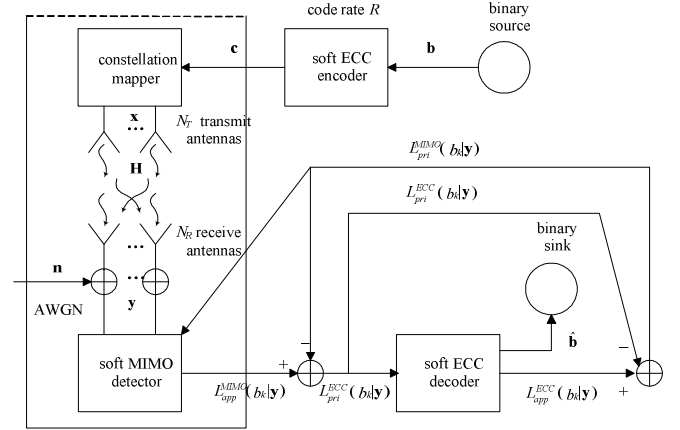 code rate R
binary
source
constellation
mapper
c
soft ECC
encoder
b
x
...
N_T transmit
antennas
H
L_pri^MIMO(b_k|y)
L_pri^ECC(b_k|y)
N_R receive
antennas
...
binary
sink
n
...
AWGN
y
b̂
soft MIMO
detector
+
−
soft ECC
decoder
−
+
L_app^MIMO(b_k|y)
L_pri^ECC(b_k|y)
L_app^ECC(b_k|y)